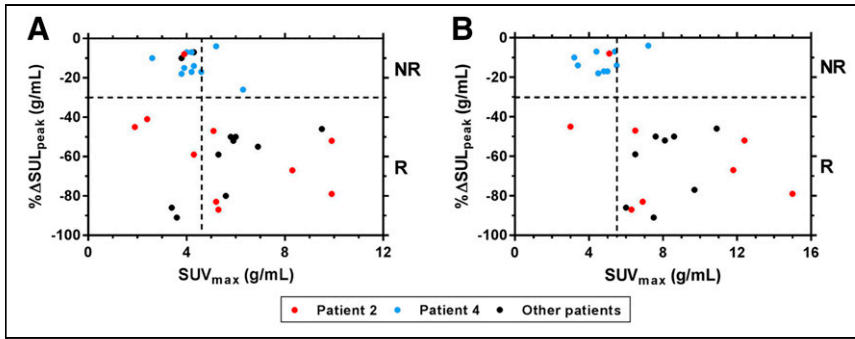 A
B
0
-20
-40
-60
-80
-100
%ΔSULpeak (g/mL)
NR
R
0 4 8 12
SUVmax (g/mL)
0
-20
-40
-60
-80
-100
%ΔSULpeak (g/mL)
NR
R
0 4 8 12 16
SUVmax (g/mL)
Patient 2 Patient 4 Other patients